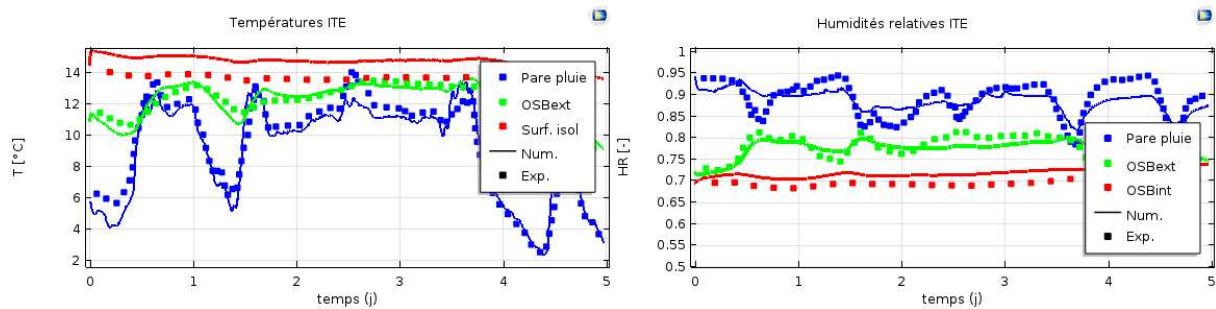 Températures ITE
T [°C]
14
12
10
8
6
4
2
0
1
2
3
4
5
temps (j)
Pare pluie
OSBext
Surf. isol
Num.
Exp.
Humidités relatives ITE
HR [-]
1
0.95
0.9
0.85
0.8
0.75
0.7
0.65
0.6
0.55
0.5
0
1
2
3
4
5
temps (j)
Pare pluie
OSBext
OSBint
Num.
Exp.